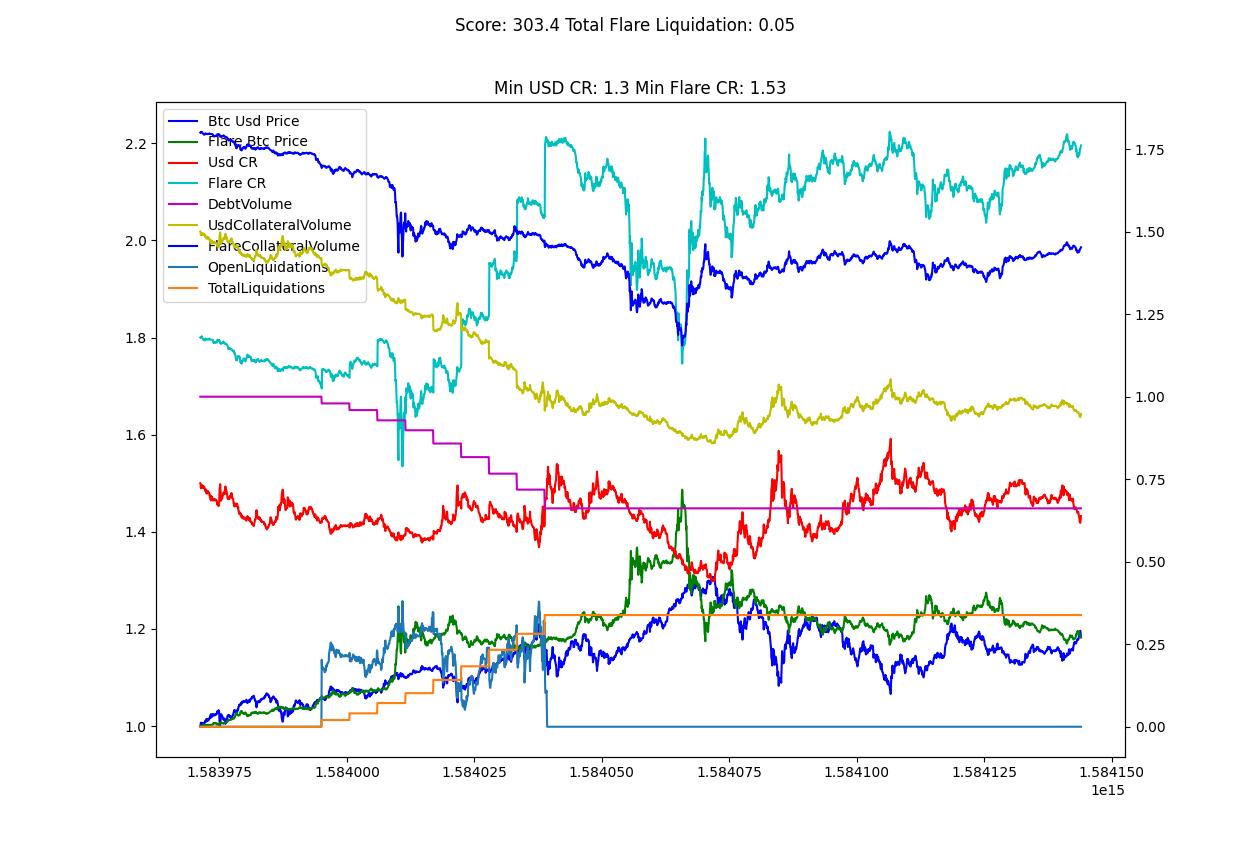 Score: 303.4 Total Flare Liquidation: 0.05
Min USD CR: 1.3 Min Flare CR: 1.53
Btc Usd Price
Flare Btc Price
Usd CR
Flare CR
DebtVolume
UsdCollateralVolume
FlareCollateralVolume
OpenLiquidations
TotalLiquidations
2.2
2.0
1.8
1.6
1.4
1.2
1.0
1.75
1.50
1.25
1.00
0.75
0.50
0.25
0.00
1.583975 1.584000 1.584025 1.584050 1.584075 1.584100 1.584125 1.584150
1e15